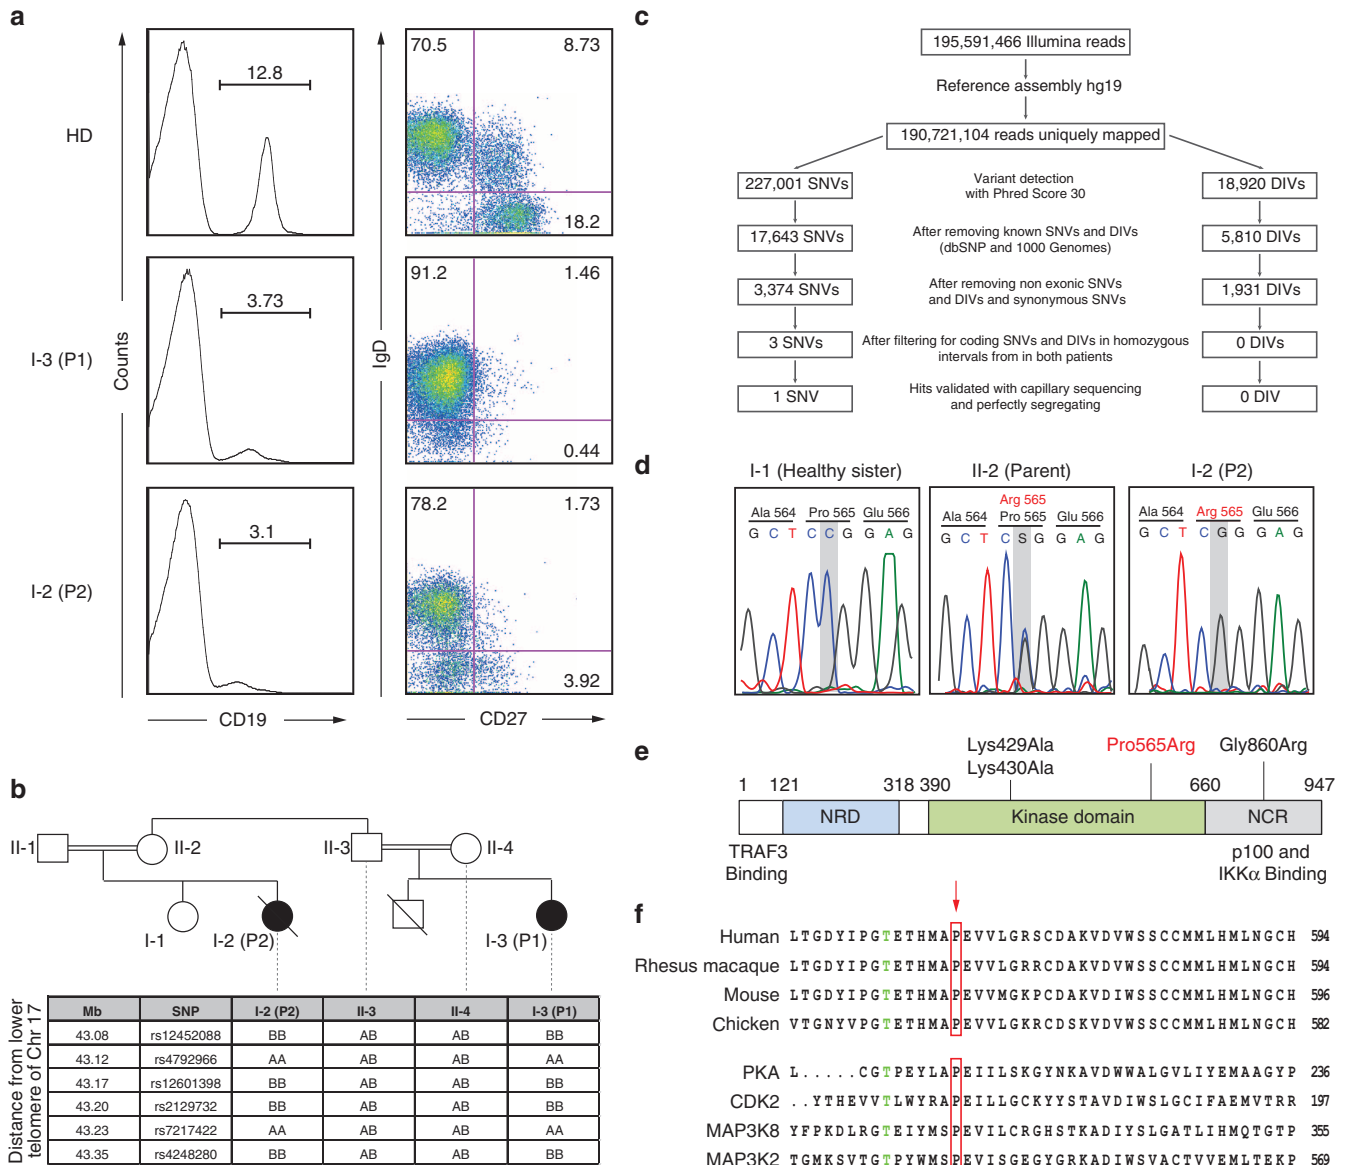 a
HD
I-3 (P1)
I-2 (P2)
Counts
IgD
12.8
3.73
3.1
CD19
70.5 8.73
18.2
91.2 1.46
0.44
78.2 1.73
3.92
CD27
b
II-1
II-2
II-3
II-4
I-1
I-2 (P2)
I-3 (P1)
Distance from lower
telomere of Chr 17
Mb SNP I-2 (P2) II-3 II-4 I-3 (P1)
43.08 rs12452088 BB AB AB BB
43.12 rs4792966 AA AB AB AA
43.17 rs12601398 BB AB AB BB
43.20 rs2129732 BB AB AB BB
43.23 rs7217422 AA AB AB AA
43.35 rs4248280 BB AB AB BB
c
195,591,466 Illumina reads
Reference assembly hg19
190,721,104 reads uniquely mapped
227,001 SNVs
Variant detection
with Phred Score 30
18,920 DIVs
17,643 SNVs
After removing known SNVs and DIVs
(dbSNP and 1000 Genomes)
5,810 DIVs
3,374 SNVs
After removing non exonic SNVs
and DIVs and synonymous SNVs
1,931 DIVs
3 SNVs
After filtering for coding SNVs and DIVs in homozygous
intervals from in both patients
0 DIVs
1 SNV
Hits validated with capillary sequencing
and perfectly segregating
0 DIV
d
I-1 (Healthy sister)
Ala 564 Pro 565 Glu 566
G C T C C G G A G
II-2 (Parent)
Arg 565
Ala 564 Pro 565 Glu 566
G C T C S G G A G
I-2 (P2)
Ala 564 Arg 565 Glu 566
G C T C G G G A G
e
Lys429Ala
Lys430Ala
Pro565Arg
Gly860Arg
1 121 318 390 660 947
NRD
Kinase domain
NCR
TRAF3
Binding
p100 and
IKKα Binding
f
Human LTGDYIPGTETHMAPEVVLGRSCDAKVDVWSSCCMMLHMLNGCH 594
Rhesus macaque LTGDYIPGTETHMAPEVVLGRRCDAKVDVWSSCCMMLHMLNGCH 594
Mouse LTGDYIPGTETHMAPEVVMGKPCDAKVDIWSSCCMMLHMLNGCH 596
Chicken VTGNYVPGTETHMAPEVVLGKRCDSKVDVWSSCCMMLHMLNGCH 582
PKA L.....CGTPEYLAPEIILSKGYNKAVDWWALGVLIYEMAAGYP 236
CDK2 ..YTHEVVTLWYRAPEILLGCKYYSTAVDIWSLGCIFAEMVTRR 197
MAP3K8 YFPKDLRGTEIYMSPEVILCRGHSTKADIYSLGATLIHMQTGTP 355
MAP3K2 TGMKSVTGTPYWMSPEVISGEGYGRKADIWSVACTVVEMLTEKP 569